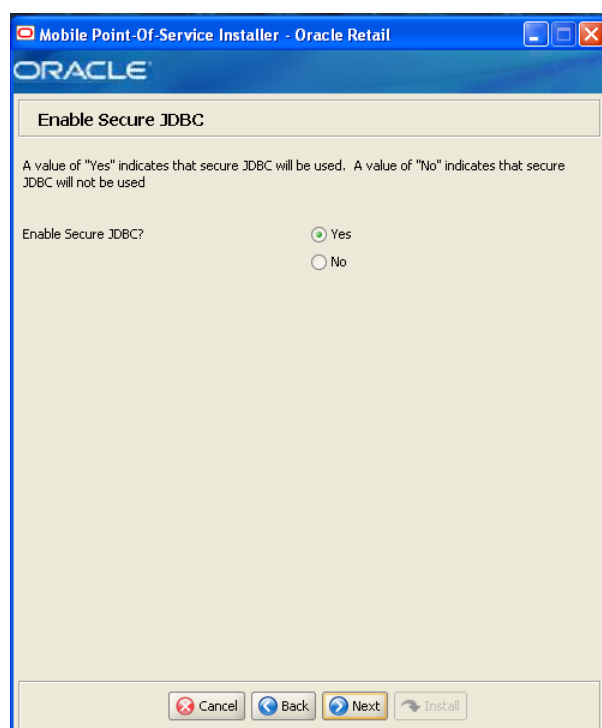 Mobile Point-Of-Service Installer - Oracle Retail
ORACLE
Enable Secure JDBC
A value of "Yes" indicates that secure JDBC will be used. A value of "No" indicates that secure
JDBC will not be used
Enable Secure JDBC?
Yes
No
Cancel
Back
Next
Install